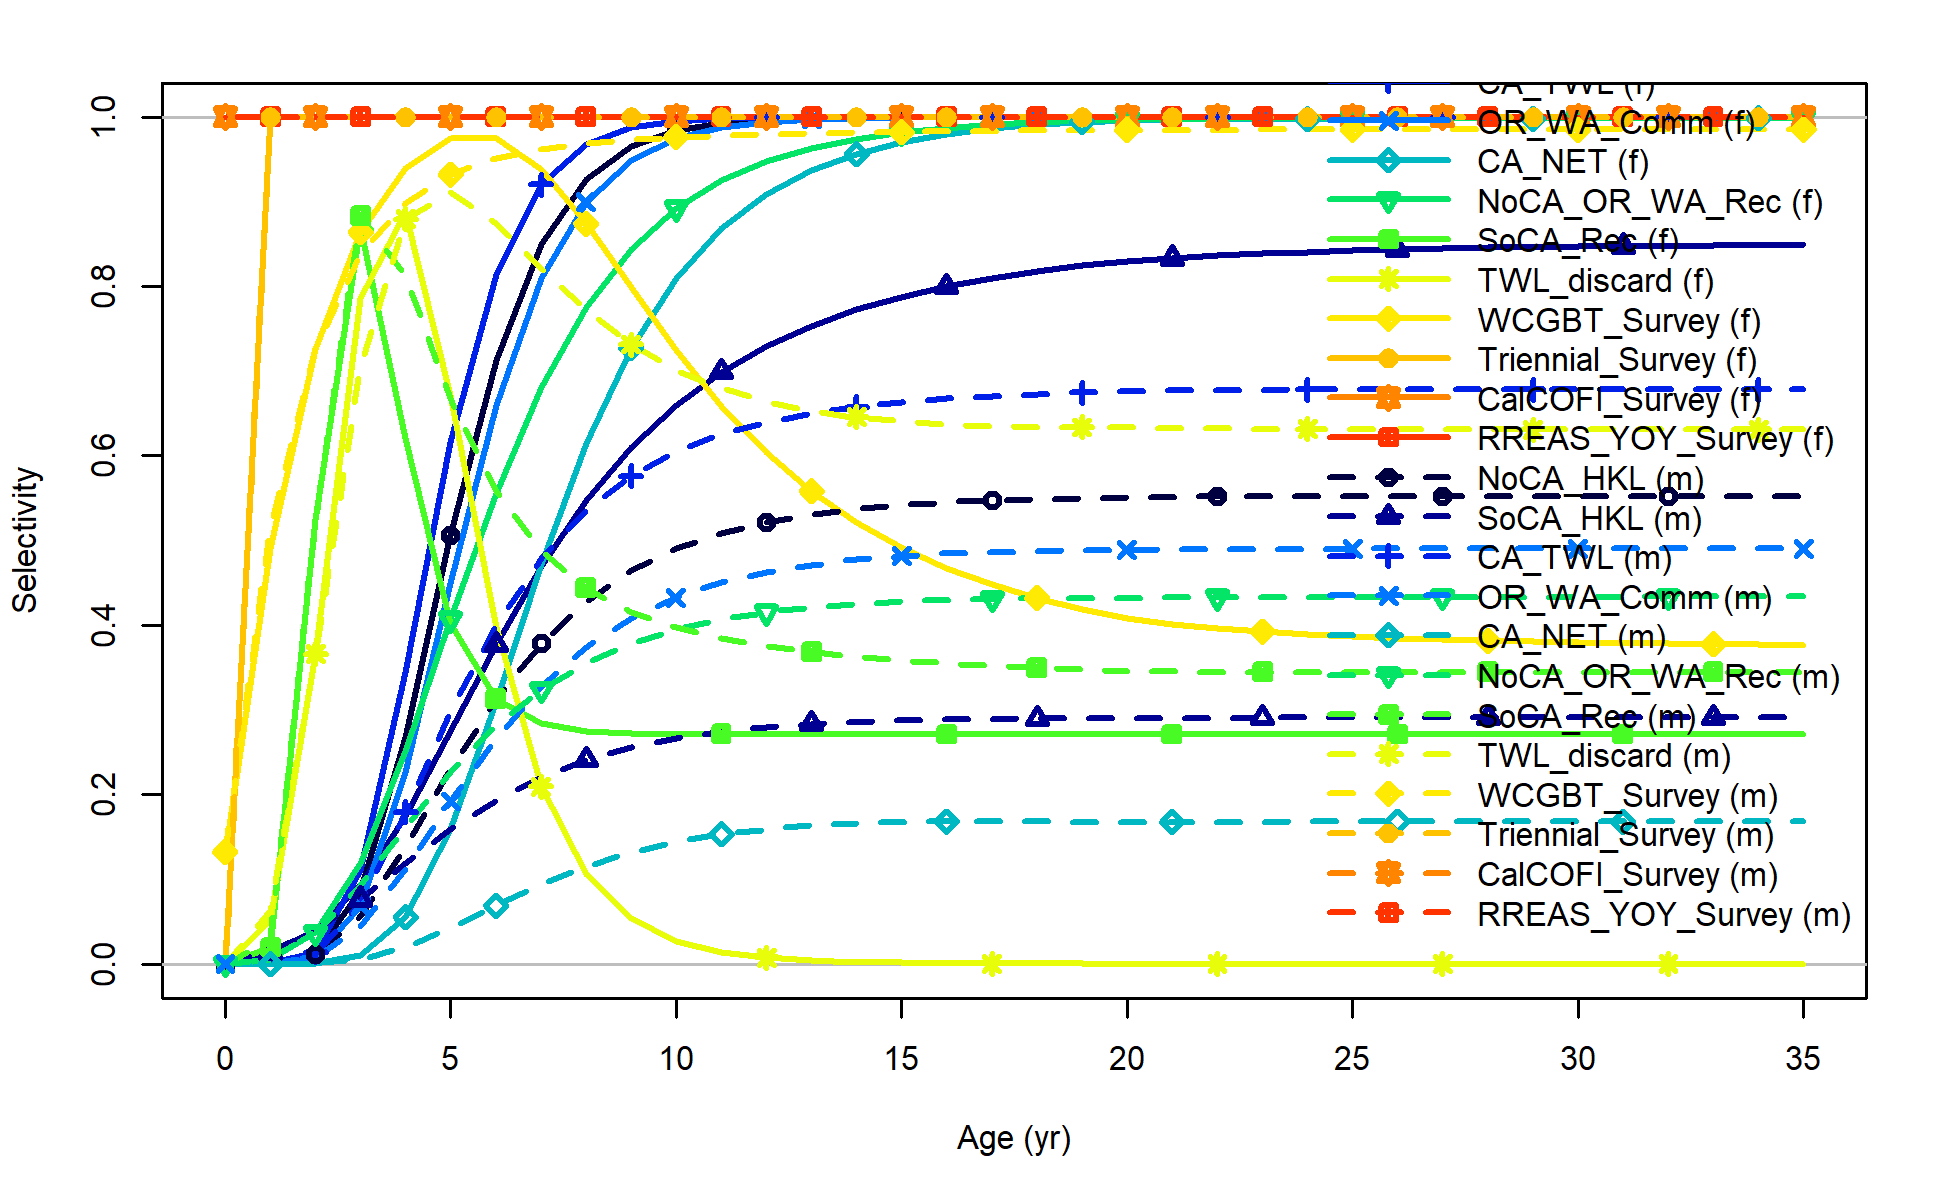 CA_TWL (f)
OR_WA_Comm (f)
CA_NET (f)
NoCA_OR_WA_Rec (f)
SoCA_Rec (f)
TWL_discard (f)
WCGBT_Survey (f)
Triennial_Survey (f)
CalCOFI_Survey (f)
RREAS_YOY_Survey (f)
NoCA_HKL (m)
SoCA_HKL (m)
CA_TWL (m)
OR_WA_Comm (m)
CA_NET (m)
NoCA_OR_WA_Rec (m)
SoCA_Rec (m)
TWL_discard (m)
WCGBT_Survey (m)
Triennial_Survey (m)
CalCOFI_Survey (m)
RREAS_YOY_Survey (m)
1.0
0.8
0.6
0.4
0.2
0.0
Selectivity
0 5 10 15 20 25 30 35
Age (yr)